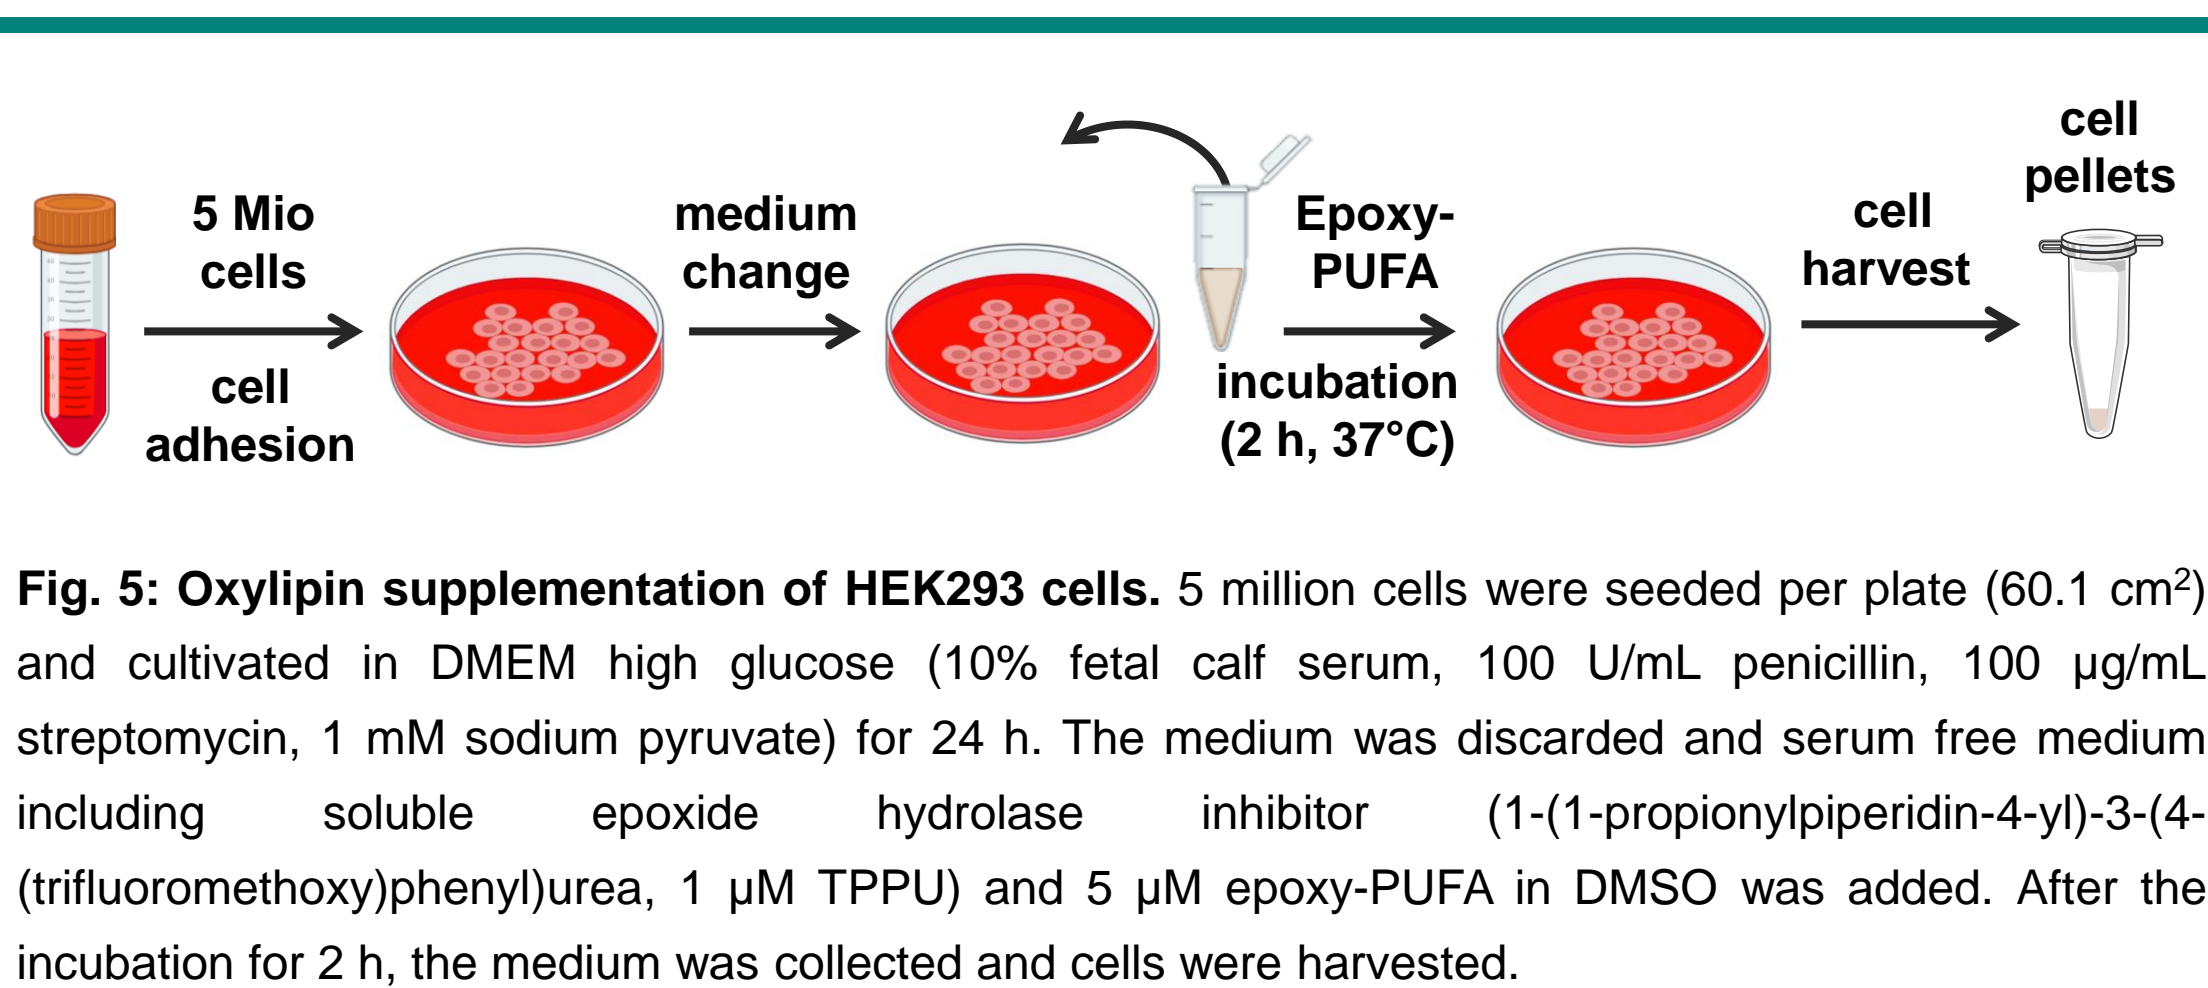 5 Mio
cells
cell
adhesion
medium
change
Epoxy-
PUFA
incubation
(2 h, 37°C)
cell
harvest
cell
pellets
Fig. 5: Oxylipin supplementation of HEK293 cells. 5 million cells were seeded per plate (60.1 cm²)
and cultivated in DMEM high glucose (10% fetal calf serum, 100 U/mL penicillin, 100 µg/mL
streptomycin, 1 mM sodium pyruvate) for 24 h. The medium was discarded and serum free medium
including soluble epoxide hydrolase inhibitor (1-(1-propionylpiperidin-4-yl)-3-(4-
(trifluoromethoxy)phenyl)urea, 1 µM TPPU) and 5 µM epoxy-PUFA in DMSO was added. After the
incubation for 2 h, the medium was collected and cells were harvested.